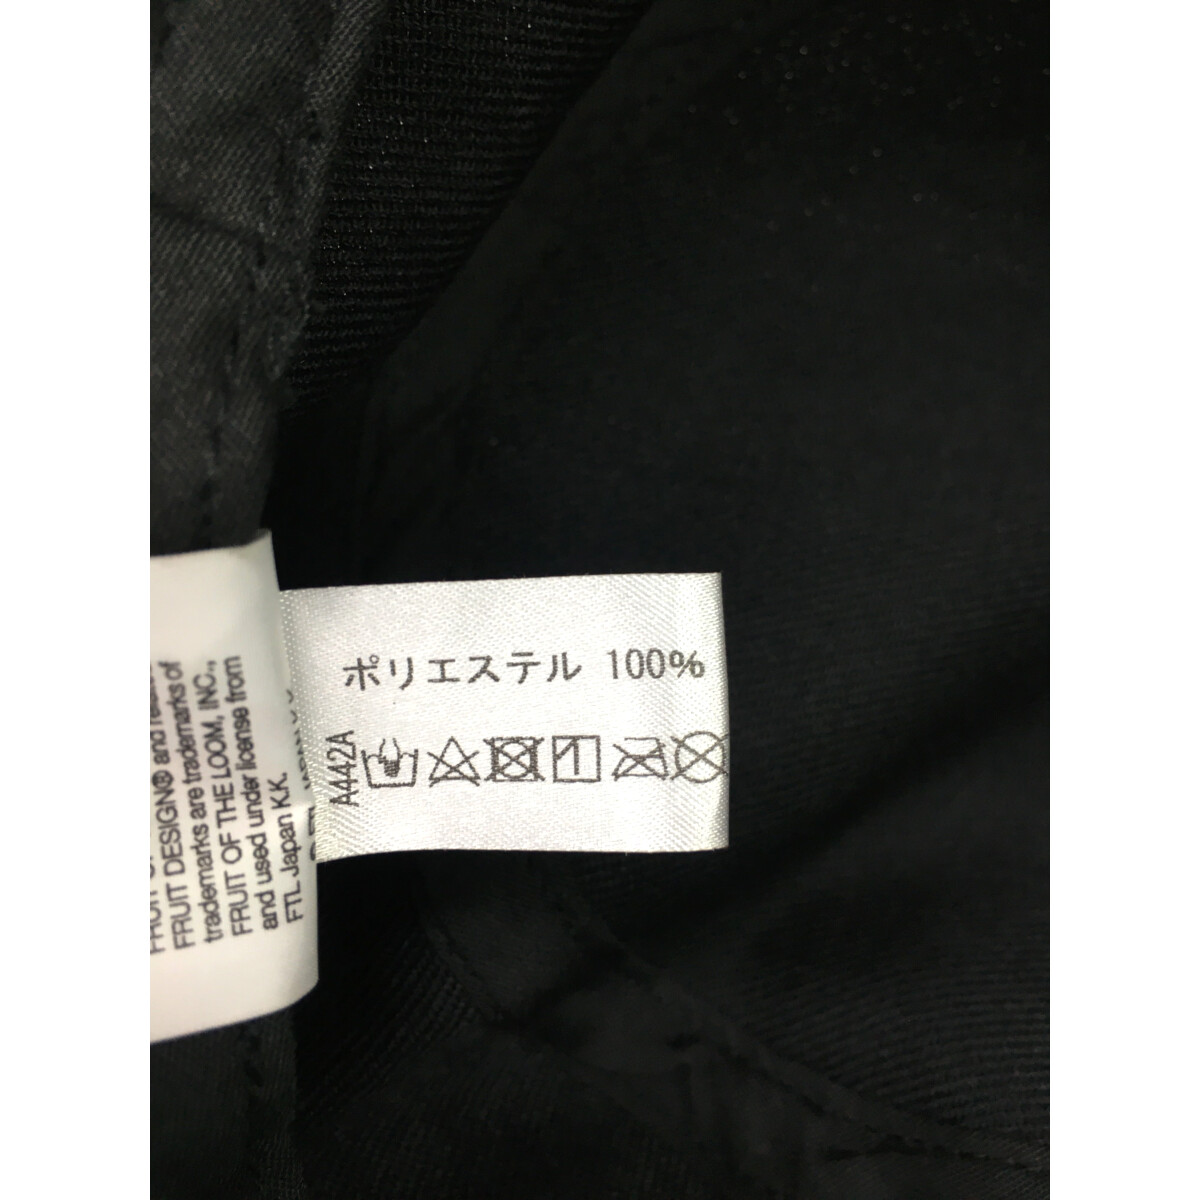 ポリエステル 100%
A442A
FRUIT DESIGN® and
trademarks are trademarks of
FRUIT OF THE LOOM, INC.,
and used under license from
FTL Japan K.K.